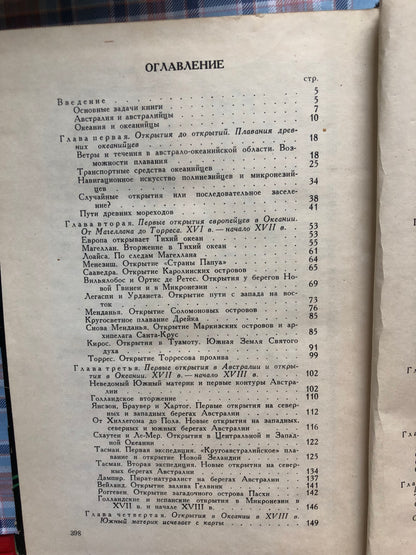 ОГЛАВЛЕНИЕ
стр.
Введение 5
Основные задачи книги 5
Австралия и австралийцы 7
Океания и океанийцы 10
Глава первая. Открытия до открытий. Плавания древ-
них океанийцев 18
Ветры и течения в австрало-океанийской области. Воз-
можности плавания 18
Транспортные средства океанийцев 25
Навигационное искусство полинезийцев и микронезий-
цев 34
Случайные открытия или последовательное заселе-
ние? 38
Пути древних мореходов 41
Глава вторая. Первые открытия европейцев в Океании.
От Магеллана до Торреса. XVI в. — начало XVII в. 53
Европа открывает Тихий океан 53
Магеллан. Вторжение в Тихий океан 55
Лоайса. По следам Магеллана 61
Менезиш. Открытие «Страны Папуа» 64
Сааведра. Открытие Каролинских островов 65
Вильялобос и Ортис де Ретес. Открытия у берегов Но-
вой Гвинеи и в Микронезии 69
Легаспи и Урданета. Открытие пути с запада на вос-
ток 73
Менданья. Открытие Соломоновых островов 76
Кругосветное плавание Дрейка 85
Снова Менданья. Открытие Маркизских островов и ар-
хипелага Санта-Крус 85
Кирос. Открытия в Туамоту. Южная Земля Святого
духа 91
Торрес. Открытие Торресова пролива 99
Глава третья. Первые открытия в Австралии и откры-
тия в Океании. XVII в. — начало XVIII в. 102
Неведомый Южный материк и контуры Австра-
лии 102
Голландское вторжение 110
Янсзон, Браувер и Хартог. Первые открытия на север-
ных и западных берегах Австралии 112
От Хиллегома до Пола. Новые открытия на западных,
северных и южных берегах Австралии 116
Схаутен и Ле-Мер. Открытия в Центральной и Запад-
ной Океании 122
Тасман. Первая экспедиция. «Кругоавстралийское» пла-
вание и открытие Новой Зеландии 125
Тасман. Вторая экспедиция. Новые открытия на север-
ных берегах Австралии 134
Дампир. Пират-натуралист на берегах Австралии 137
Вейланд. Открытие залива Гелвинк 141
Роггевен. Открытие загадочного острова Пасхи 142
Голландские и испанские открытия в Микронезии в XVII
и начале XVIII в. 146
Глава четвертая. Открытия в Океании в XVIII в.
Южный материк исчезает с карты 149
398